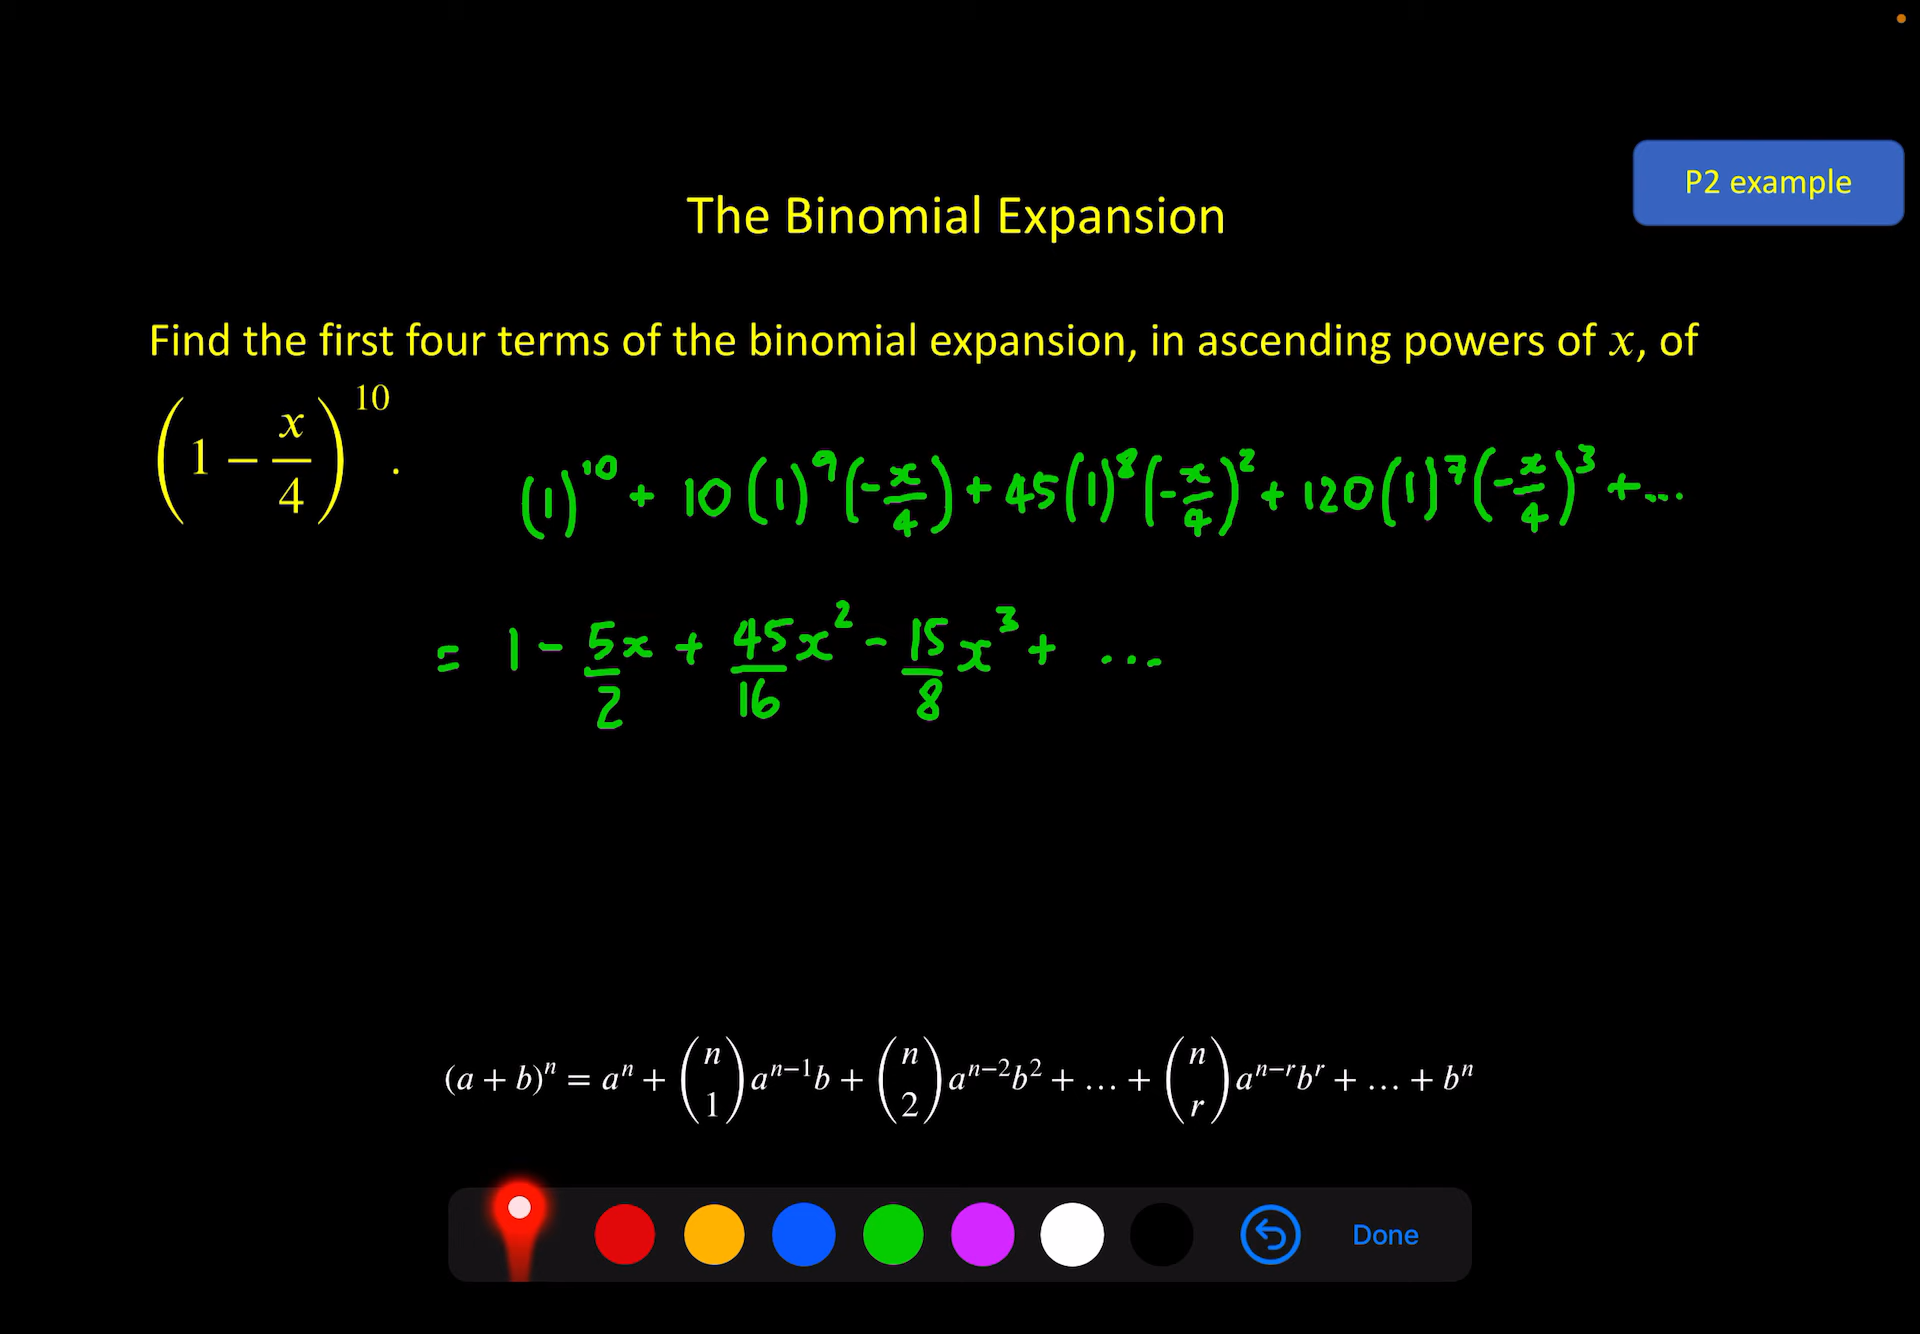 P2 example
The Binomial Expansion
Find the first four terms of the binomial expansion, in ascending powers of x, of
(1 − x/4)^10 .
(1)^10 + 10(1)^9(-x/4) + 45(1)^8(-x/4)^2 + 120(1)^7(-x/4)^3 + ...
= 1 - 5/2 x + 45/16 x^2 - 15/8 x^3 + ...
(a + b)^n = a^n + (n 1) a^(n−1) b + (n 2) a^(n−2) b^2 + … + (n r) a^(n−r) b^r + … + b^n
Done